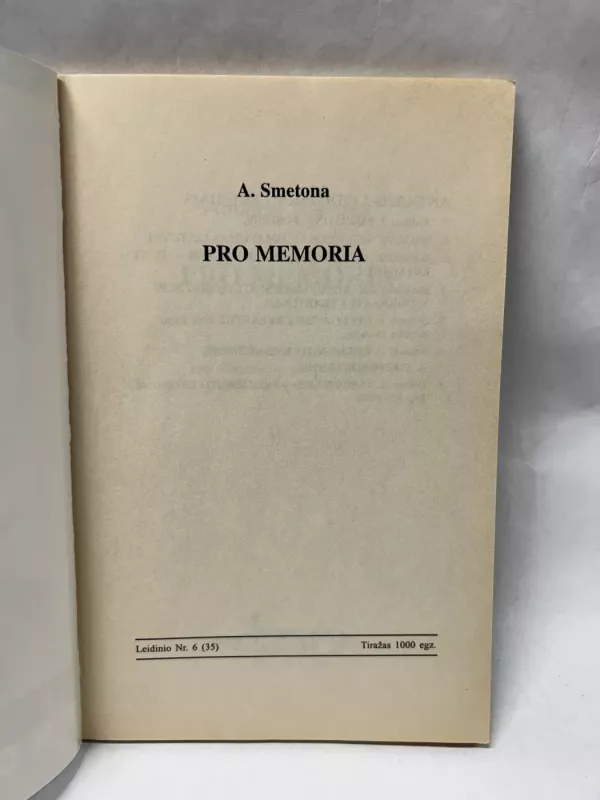 A. Smetona
PRO MEMORIA
Leidinio Nr. 6 (35)
Tiražas 1000 egz.